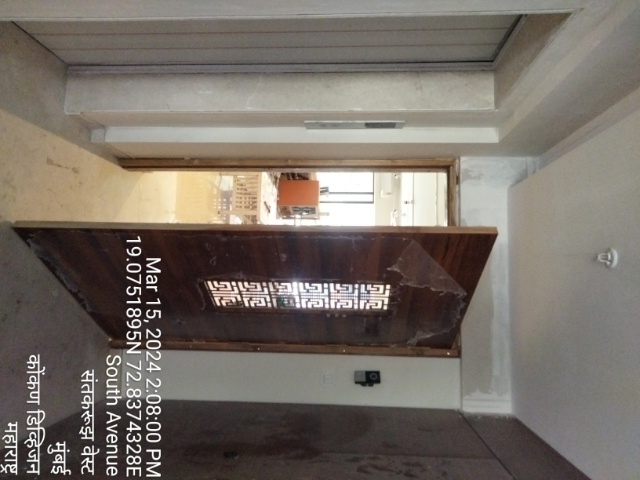 Mar 15, 2024 2:08:00 PM
19.0751895N 72.8374328E
South Avenue
संताक्रूझ वेस्ट
मुंबई
कोंकण डिव्हिजन
महाराष्ट्र